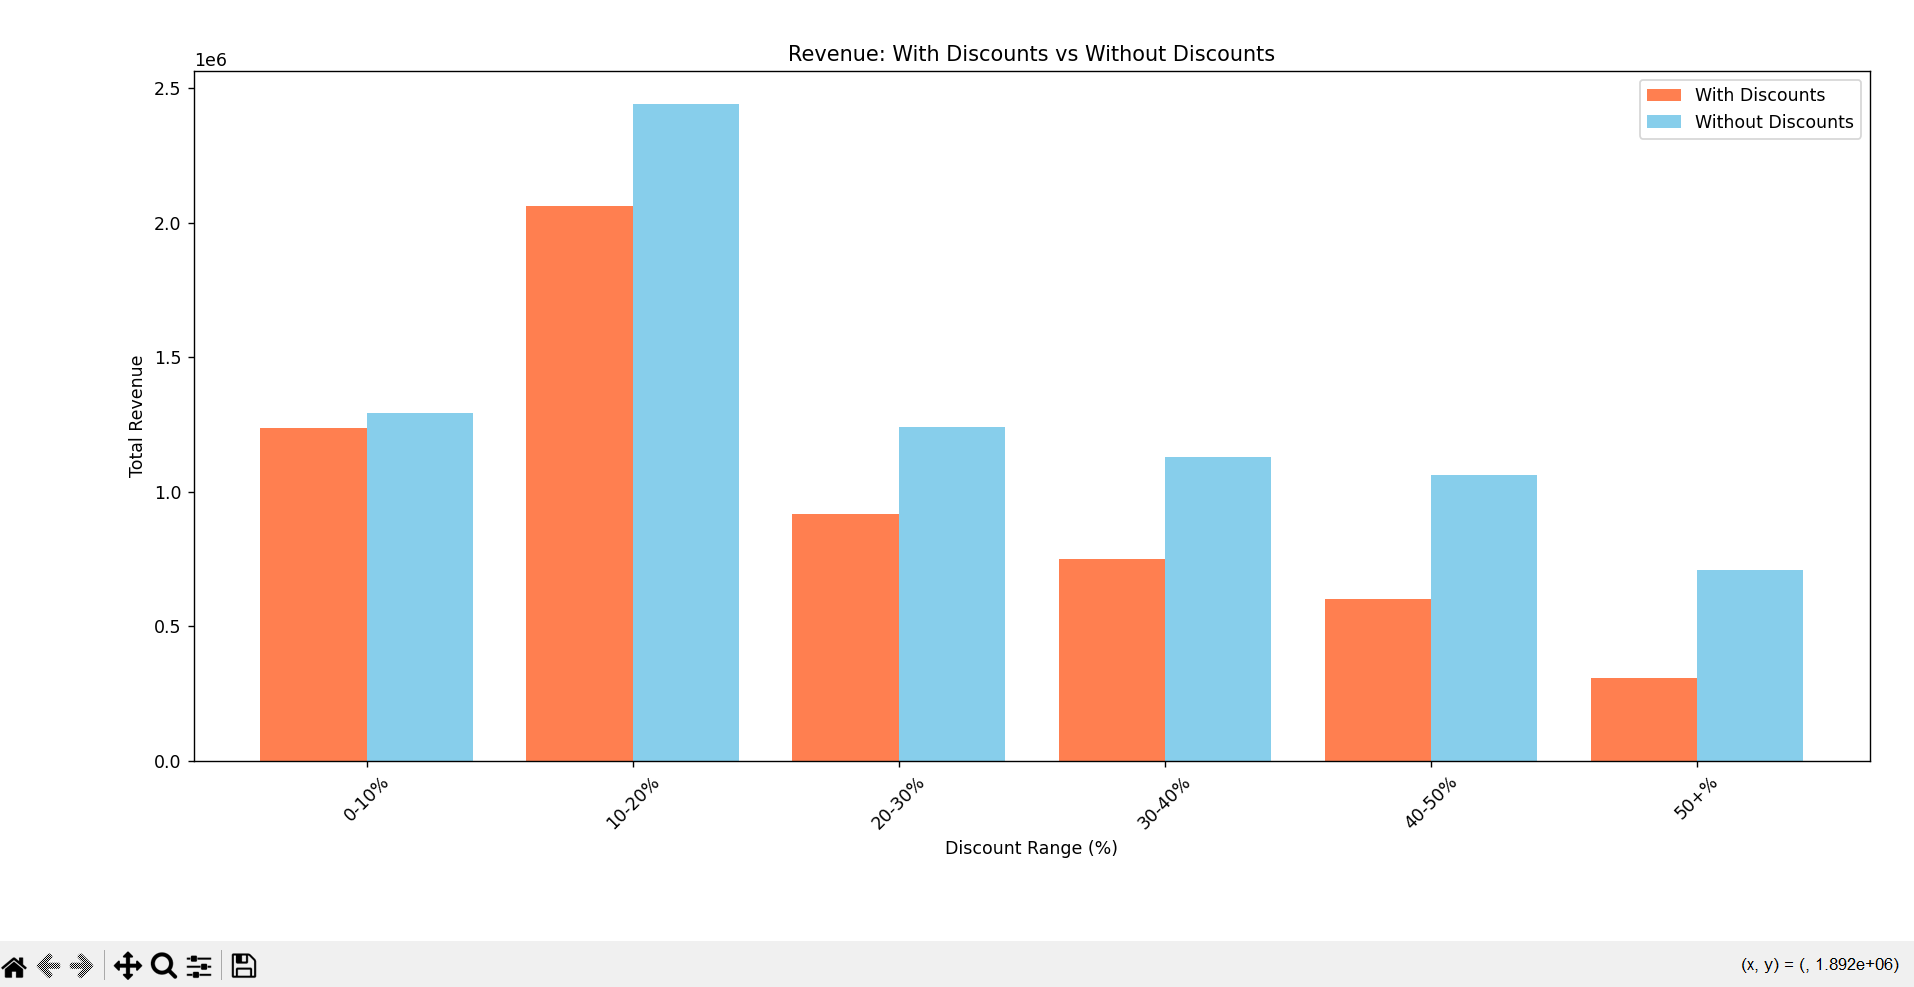 Revenue: With Discounts vs Without Discounts
1e6
2.5
2.0
1.5
1.0
0.5
0.0
Total Revenue
With Discounts
Without Discounts
0-10%
10-20%
20-30%
30-40%
40-50%
50+%
Discount Range (%)
(x, y) = (, 1.892e+06)